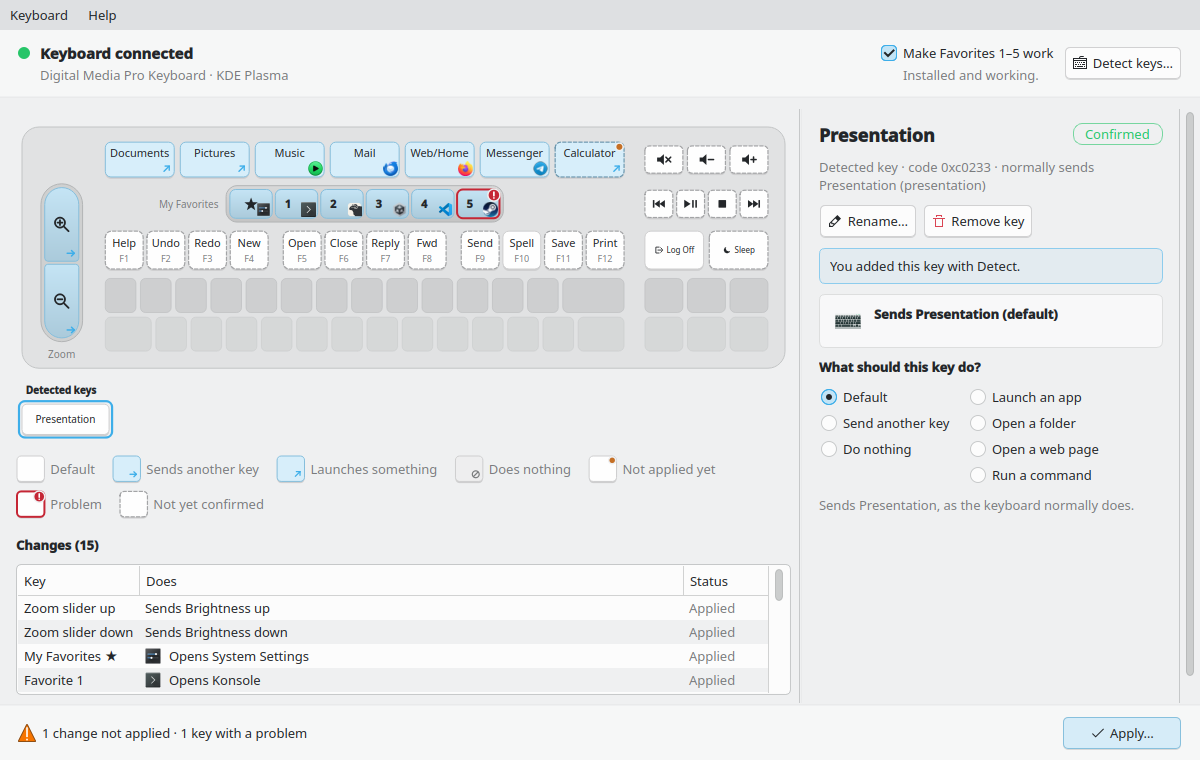 Keyboard Help
Keyboard connected
Digital Media Pro Keyboard · KDE Plasma
Make Favorites 1–5 work
Installed and working.
Detect keys...
Documents Pictures Music Mail Web/Home Messenger Calculator
My Favorites ★ 1 2 3 4 5
Help Undo Redo New Open Close Reply Fwd Send Spell Save Print
F1 F2 F3 F4 F5 F6 F7 F8 F9 F10 F11 F12
Log Off Sleep
Zoom
Detected keys
Presentation
Default Sends another key Launches something Does nothing Not applied yet
Problem Not yet confirmed
Changes (15)
Key Does Status
Zoom slider up Sends Brightness up Applied
Zoom slider down Sends Brightness down Applied
My Favorites ★ Opens System Settings Applied
Favorite 1 Opens Konsole Applied
Presentation Confirmed
Detected key · code 0xc0233 · normally sends
Presentation (presentation)
Rename... Remove key
You added this key with Detect.
Sends Presentation (default)
What should this key do?
Default Launch an app
Send another key Open a folder
Do nothing Open a web page
Run a command
Sends Presentation, as the keyboard normally does.
1 change not applied · 1 key with a problem
Apply...